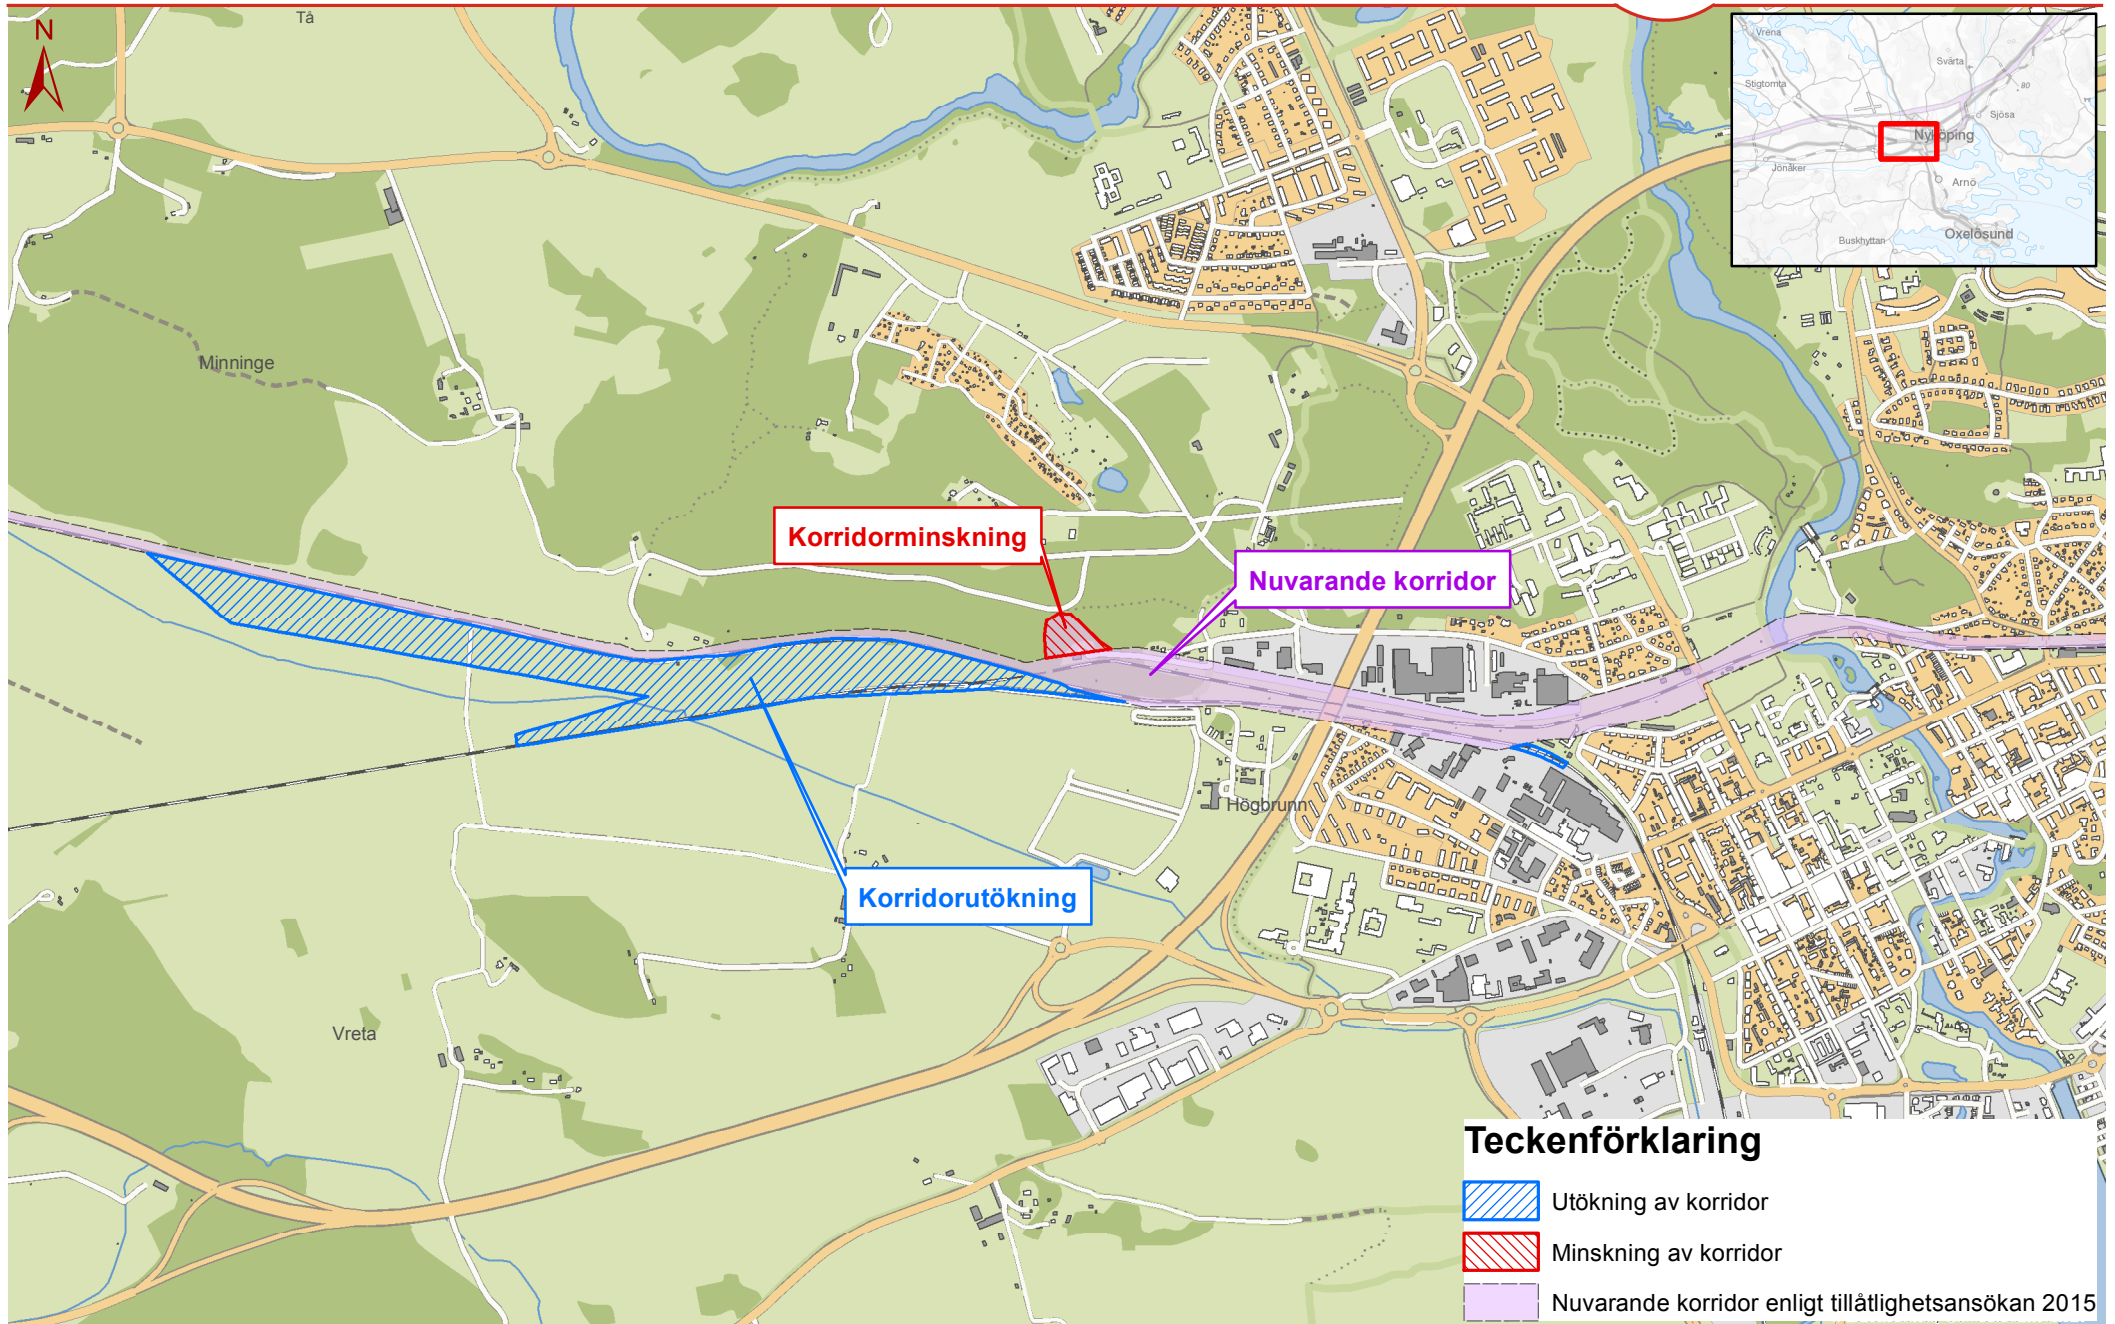 Tå
N
Vrena
Svärta
Stigtomta
80
Sjösa
Nyköping
Jönåker
Arnö
Buskhyttan
Oxelösund
Minninge
Korridorminskning
Nuvarande korridor
Högbrunn
Korridorutökning
Vreta
Teckenförklaring
Utökning av korridor
Minskning av korridor
Nuvarande korridor enligt tillåtlighetsansökan 2015